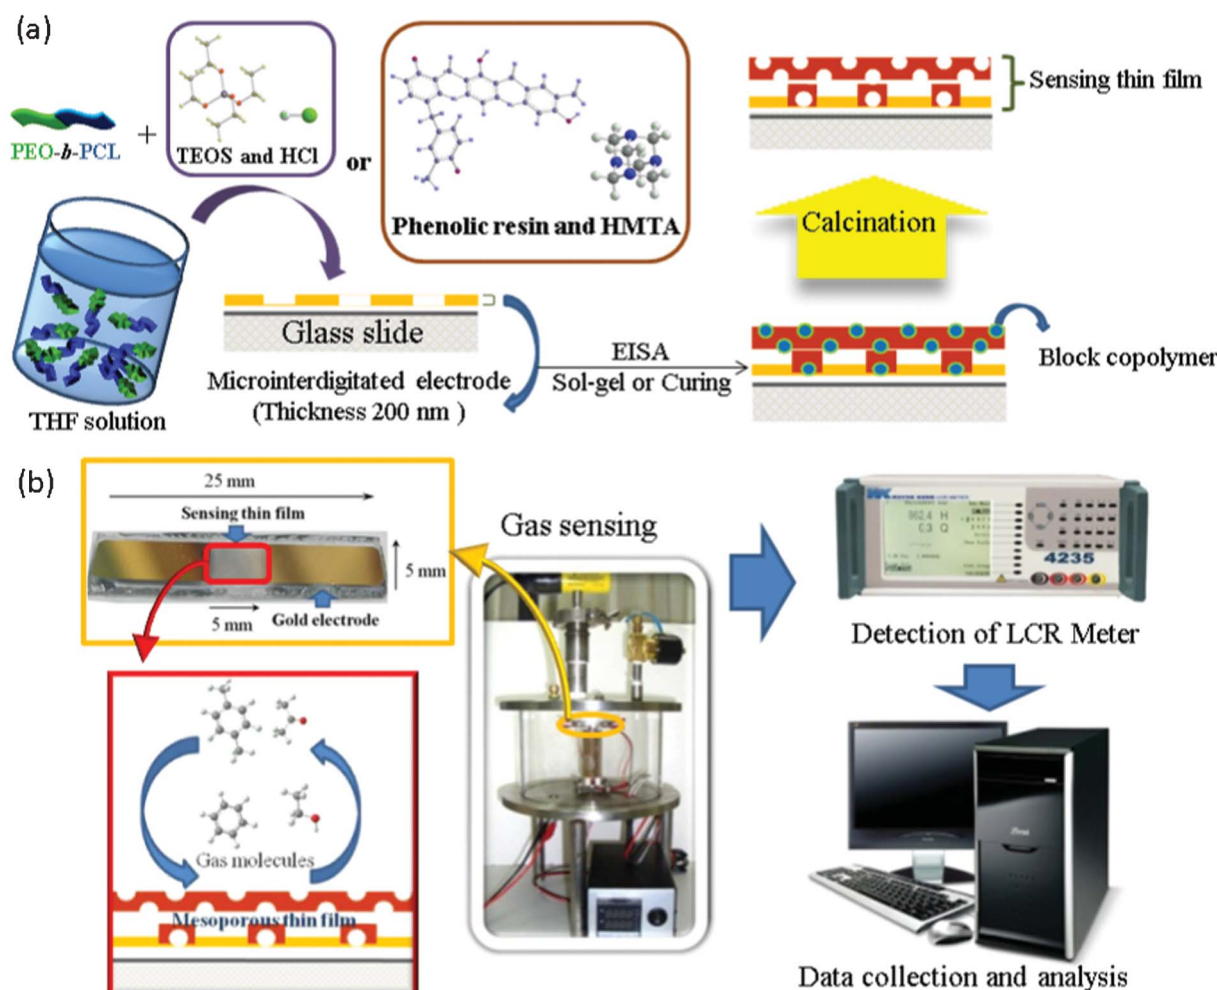 (a)
PEO-b-PCL
+
TEOS and HCl
or
Phenolic resin and HMTA
THF solution
Glass slide
Microinterdigitated electrode
(Thickness 200 nm )
EISA
Sol-gel or Curing
Block copolymer
Calcination
Sensing thin film
(b)
25 mm
Sensing thin film
5 mm
5 mm
Gold electrode
Gas molecules
Mesoporous thin film
Gas sensing
4235
Detection of LCR Meter
Data collection and analysis